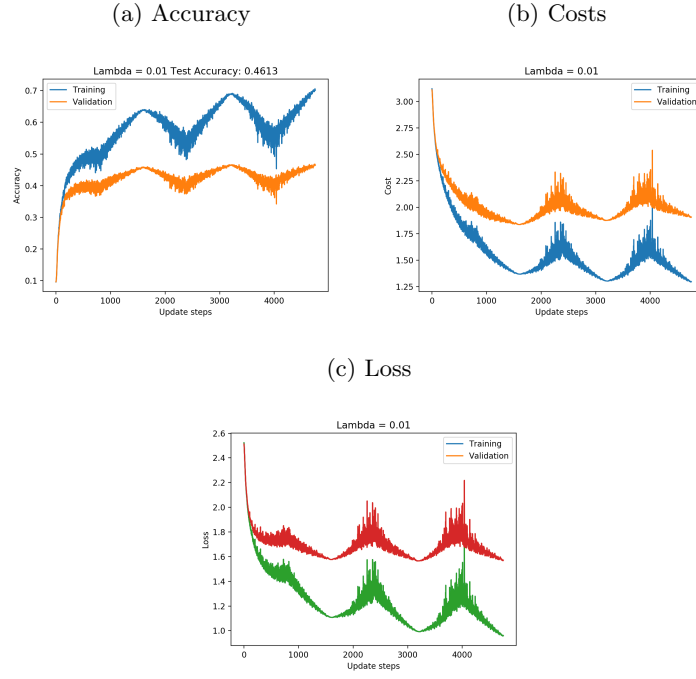 (a) Accuracy
Lambda = 0.01 Test Accuracy: 0.4613
Training
Validation
0.7
0.6
0.5
0.4
0.3
0.2
0.1
Accuracy
0 1000 2000 3000 4000
Update steps
(b) Costs
Lambda = 0.01
Training
Validation
3.00
2.75
2.50
2.25
2.00
1.75
1.50
1.25
Cost
0 1000 2000 3000 4000
Update steps
(c) Loss
Lambda = 0.01
Training
Validation
2.6
2.4
2.2
2.0
1.8
1.6
1.4
1.2
1.0
Loss
0 1000 2000 3000 4000
Update steps